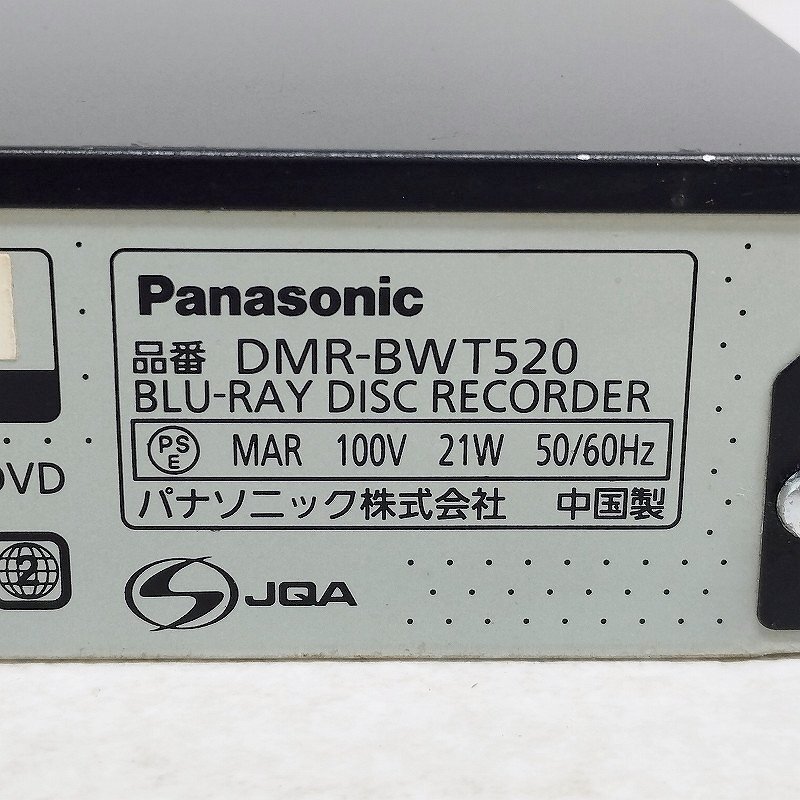 Panasonic
品番 DMR-BWT520
BLU-RAY DISC RECORDER
PS E MAR 100V 21W 50/60Hz
パナソニック株式会社 中国製
DVD
2
JQA